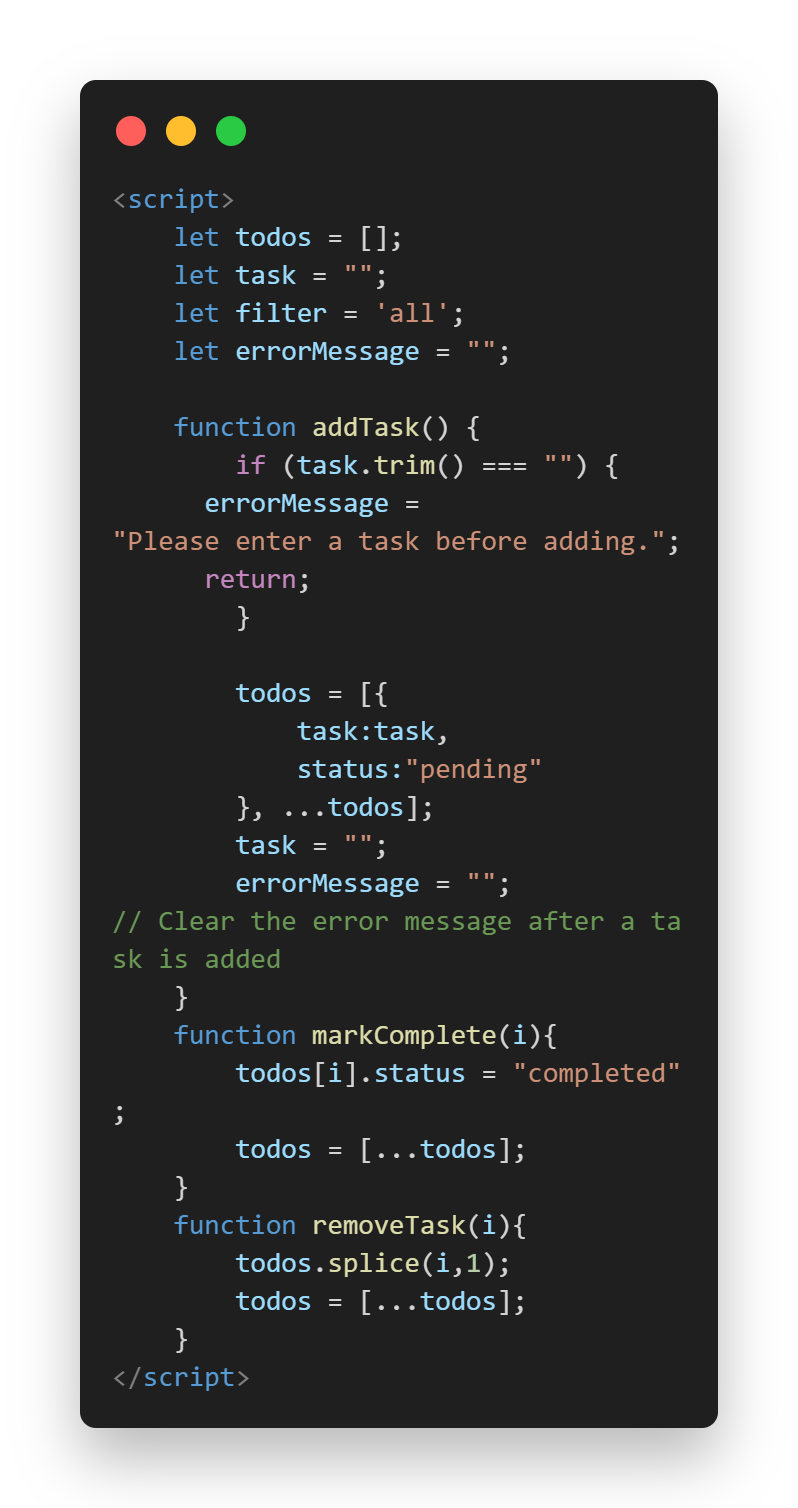 <script>
    let todos = [];
    let task = "";
    let filter = 'all';
    let errorMessage = "";

    function addTask() {
        if (task.trim() === "") {
      errorMessage =
"Please enter a task before adding.";
      return;
        }

        todos = [{
            task:task,
            status:"pending"
        }, ...todos];
        task = "";
        errorMessage = "";
// Clear the error message after a ta
sk is added
    }
    function markComplete(i){
        todos[i].status = "completed"
;
        todos = [...todos];
    }
    function removeTask(i){
        todos.splice(i,1);
        todos = [...todos];
    }
</script>